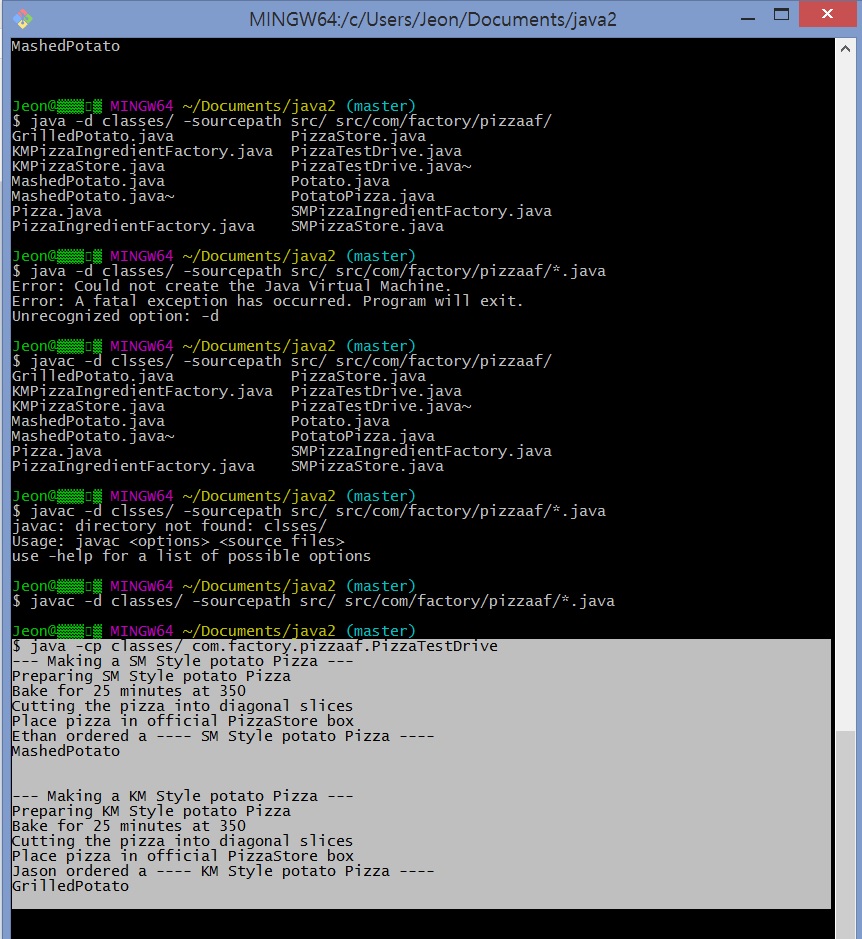 MINGW64:/c/Users/Jeon/Documents/java2
MashedPotato
Jeon@ MINGW64 ~/Documents/java2 (master)
$ java -d classes/ -sourcepath src/ src/com/factory/pizzaaf/
GrilledPotato.java PizzaStore.java
KMPizzaIngredientFactory.java PizzaTestDrive.java
KMPizzaStore.java PizzaTestDrive.java~
MashedPotato.java Potato.java
MashedPotato.java~ PotatoPizza.java
Pizza.java SMPizzaIngredientFactory.java
PizzaIngredientFactory.java SMPizzaStore.java
Jeon@ MINGW64 ~/Documents/java2 (master)
$ java -d classes/ -sourcepath src/ src/com/factory/pizzaaf/*.java
Error: Could not create the Java Virtual Machine.
Error: A fatal exception has occurred. Program will exit.
Unrecognized option: -d
Jeon@ MINGW64 ~/Documents/java2 (master)
$ javac -d clsses/ -sourcepath src/ src/com/factory/pizzaaf/
GrilledPotato.java PizzaStore.java
KMPizzaIngredientFactory.java PizzaTestDrive.java
KMPizzaStore.java PizzaTestDrive.java~
MashedPotato.java Potato.java
MashedPotato.java~ PotatoPizza.java
Pizza.java SMPizzaIngredientFactory.java
PizzaIngredientFactory.java SMPizzaStore.java
Jeon@ MINGW64 ~/Documents/java2 (master)
$ javac -d clsses/ -sourcepath src/ src/com/factory/pizzaaf/*.java
javac: directory not found: clsses/
Usage: javac <options> <source files>
use -help for a list of possible options
Jeon@ MINGW64 ~/Documents/java2 (master)
$ javac -d classes/ -sourcepath src/ src/com/factory/pizzaaf/*.java
Jeon@ MINGW64 ~/Documents/java2 (master)
$ java -cp classes/ com.factory.pizzaaf.PizzaTestDrive
--- Making a SM Style potato Pizza ---
Preparing SM Style potato Pizza
Bake for 25 minutes at 350
Cutting the pizza into diagonal slices
Place pizza in official PizzaStore box
Ethan ordered a ---- SM Style potato Pizza ----
MashedPotato
--- Making a KM Style potato Pizza ---
Preparing KM Style potato Pizza
Bake for 25 minutes at 350
Cutting the pizza into diagonal slices
Place pizza in official PizzaStore box
Jason ordered a ---- KM Style potato Pizza ----
GrilledPotato